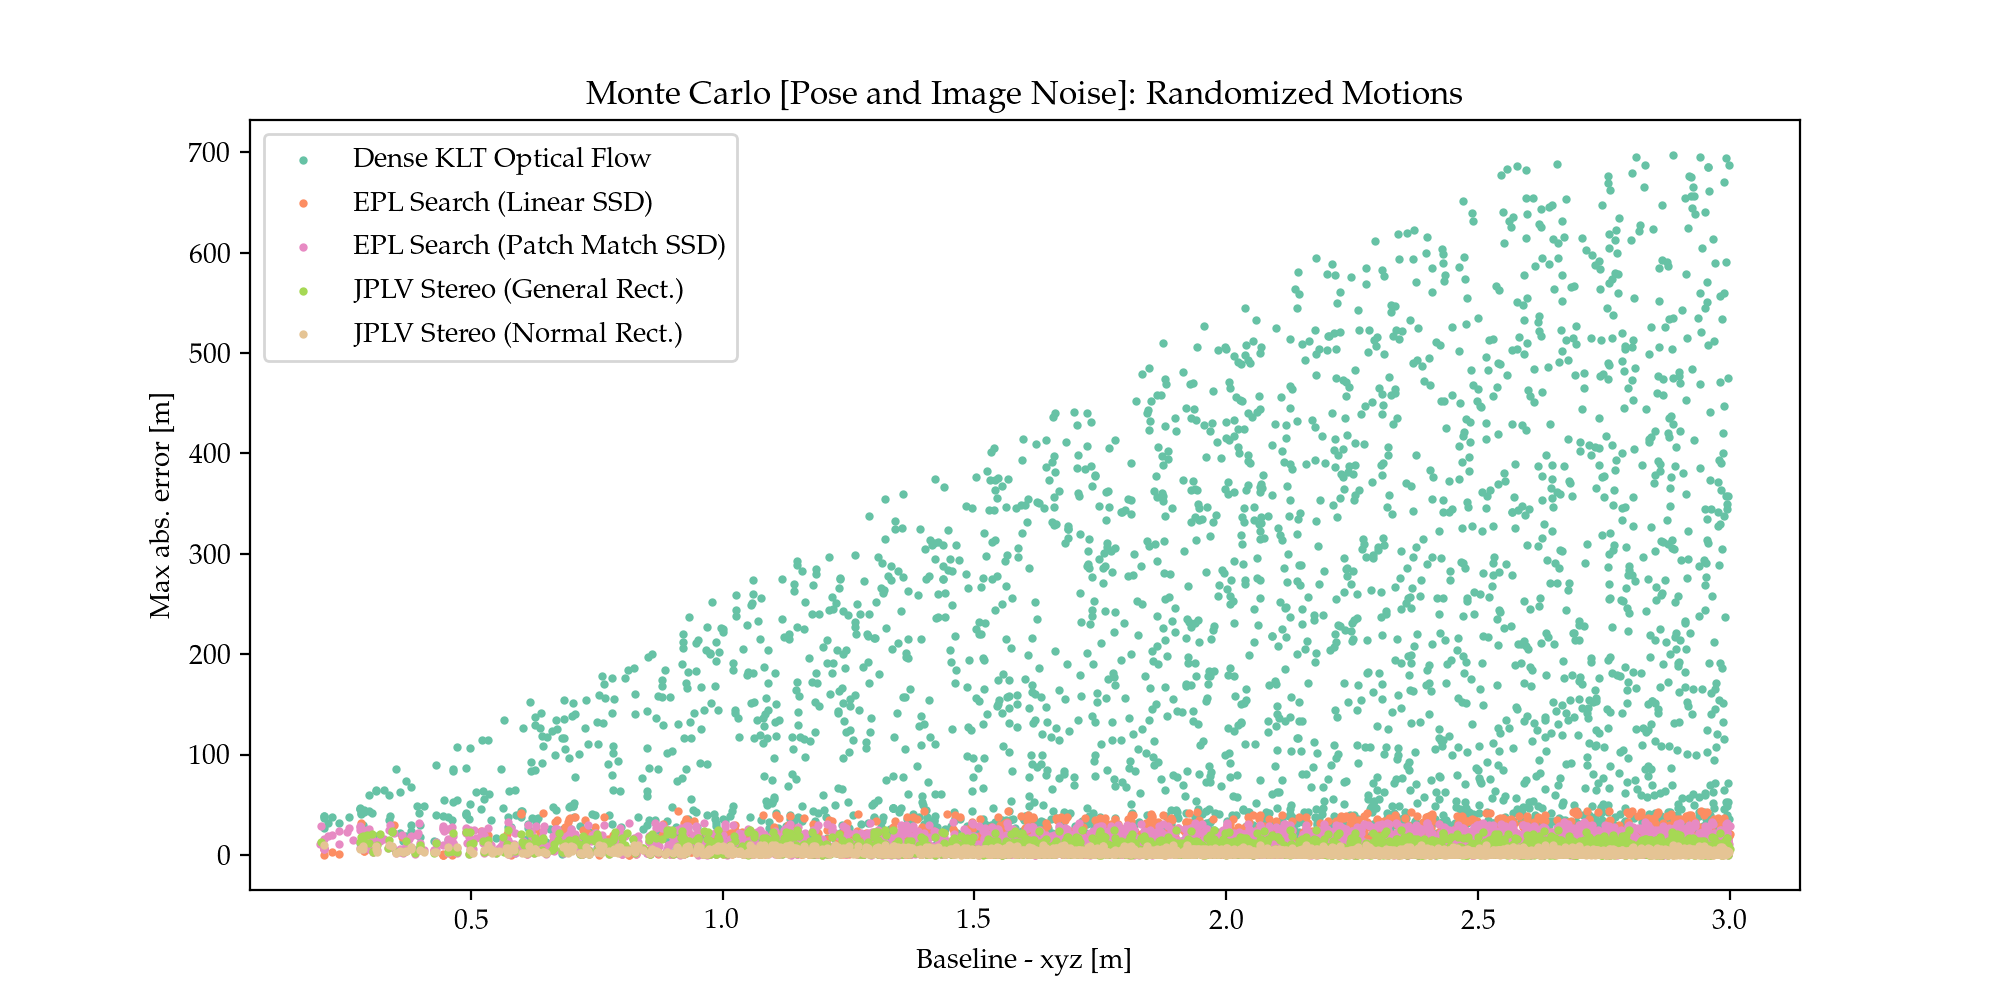 Monte Carlo [Pose and Image Noise]: Randomized Motions
Dense KLT Optical Flow
EPL Search (Linear SSD)
EPL Search (Patch Match SSD)
JPLV Stereo (General Rect.)
JPLV Stereo (Normal Rect.)
700
600
500
400
300
200
100
0
Max abs. error [m]
0.5 1.0 1.5 2.0 2.5 3.0
Baseline - xyz [m]